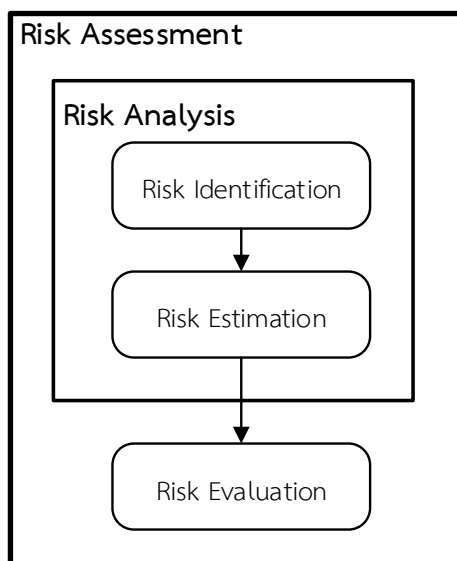 Risk Assessment
Risk Analysis
Risk Identification
Risk Estimation
Risk Evaluation